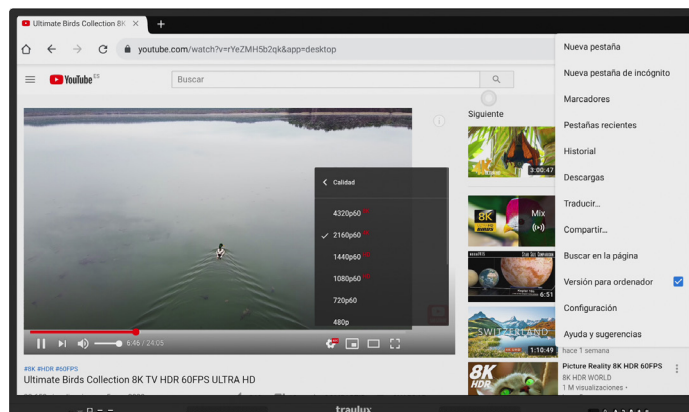 Ultimate Birds Collection 8K
youtube.com/watch?v=rYeZMH5b2qk&app=desktop
YouTube ES
Buscar
Siguiente
3:00:47
8K
Mix
6:51
SWITZERLAND
1:10:49
hace 1 semana
8K
HDR
Picture Reality 8K HDR 60FPS
8K HDR WORLD
1 M visualizaciones •
Calidad
4320p60
2160p60
1440p60
1080p60
720p60
480p
6:46 / 24:05
#8K #HDR #60FPS
Ultimate Birds Collection 8K TV HDR 60FPS ULTRA HD
Nueva pestaña
Nueva pestaña de incógnito
Marcadores
Pestañas recientes
Historial
Descargas
Traducir...
Compartir...
Buscar en la página
Versión para ordenador
Configuración
Ayuda y sugerencias
traulux